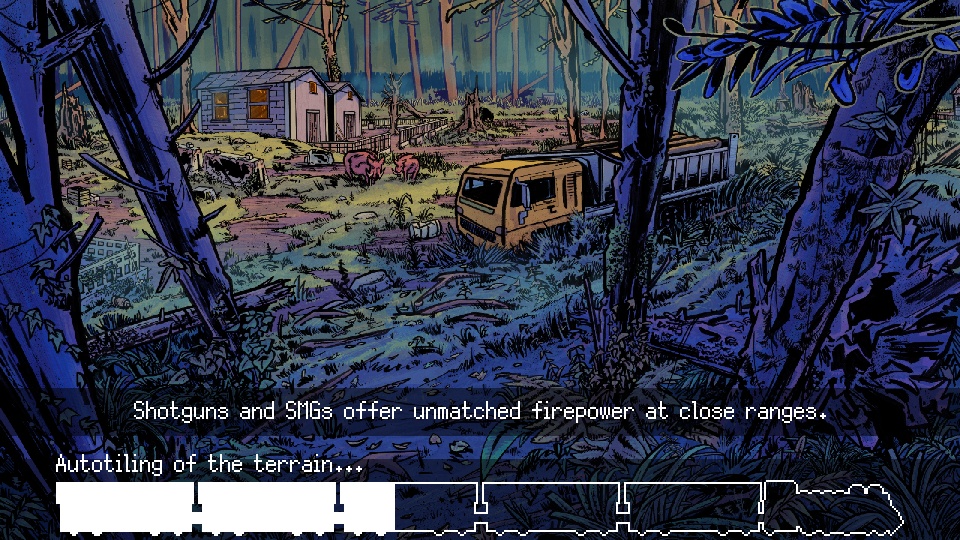 Shotguns and SMGs offer unmatched firepower at close ranges.
Autotiling of the terrain...